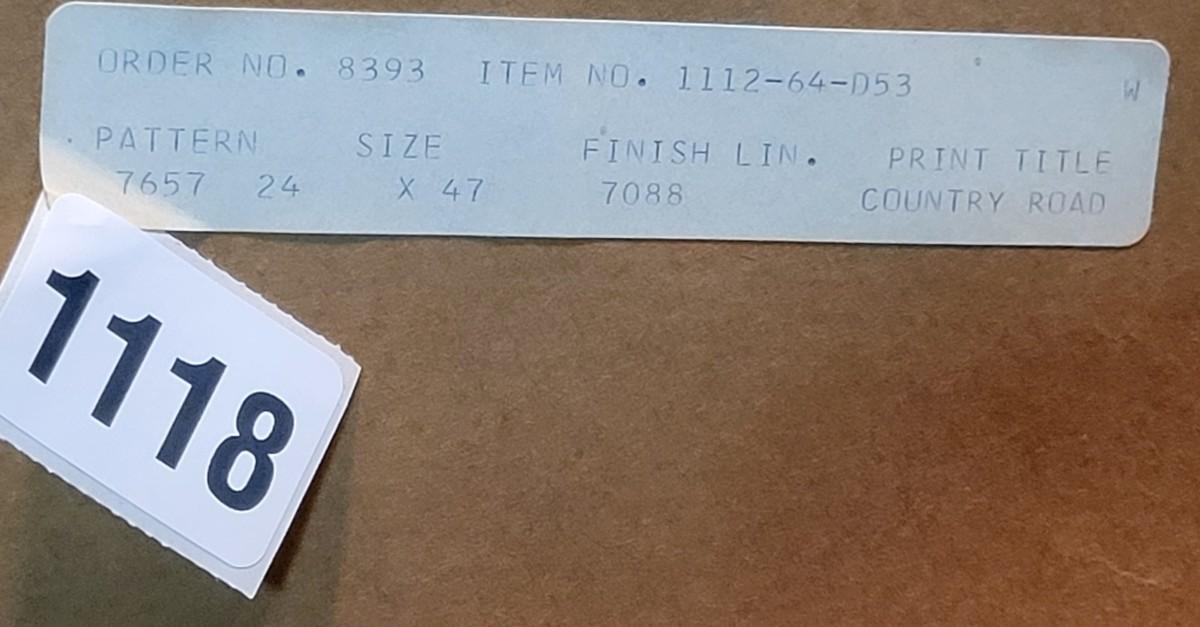 ORDER NO. 8393 ITEM NO. 1112-64-D53
W
PATTERN SIZE FINISH LIN. PRINT TITLE
7657 24 X 47 7088 COUNTRY ROAD
1118